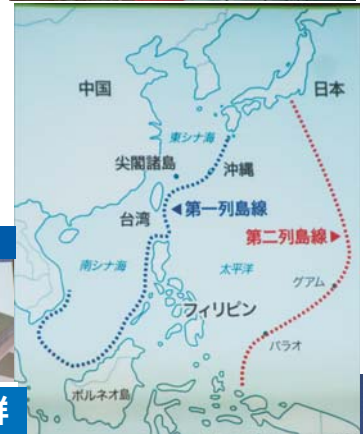 中国
日本
東シナ海
尖閣諸島
沖縄
台湾
◀第一列島線
第二列島線▶
南シナ海
太平洋
グアム
フィリピン
パラオ
ボルネオ島